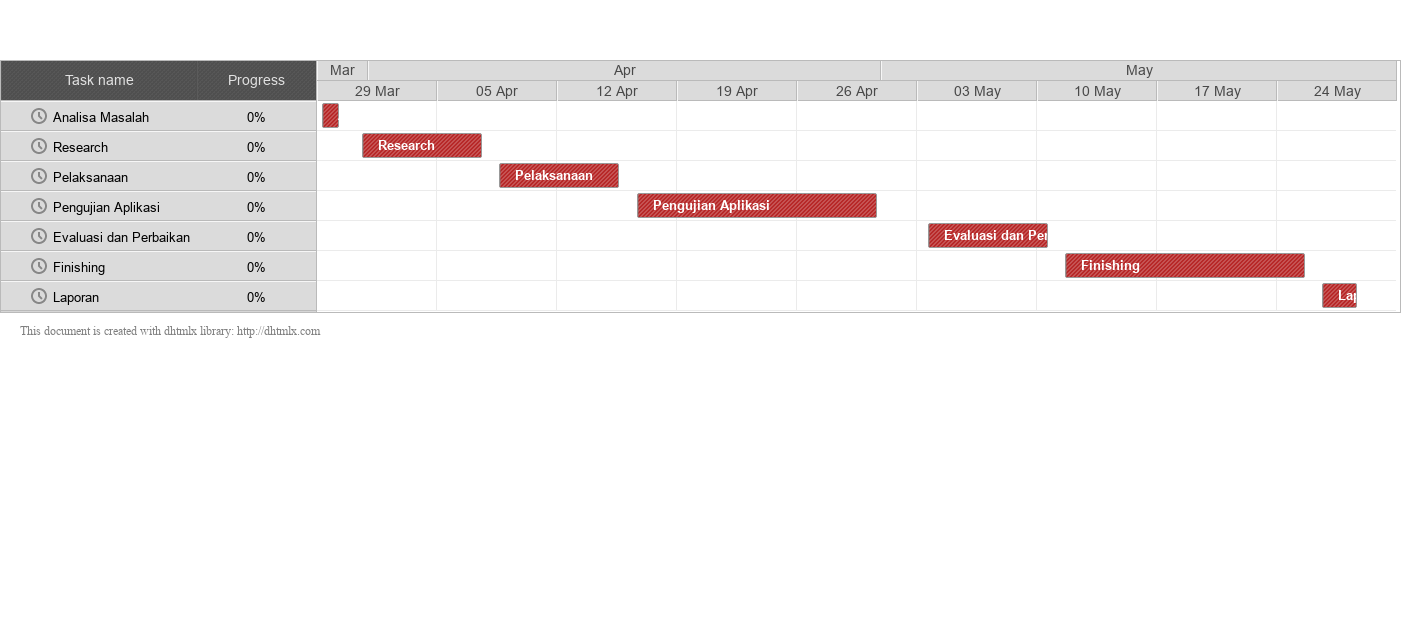 Task name Progress Mar Apr May
29 Mar 05 Apr 12 Apr 19 Apr 26 Apr 03 May 10 May 17 May 24 May
Analisa Masalah 0%
Research 0% Research
Pelaksanaan 0% Pelaksanaan
Pengujian Aplikasi 0% Pengujian Aplikasi
Evaluasi dan Perbaikan 0% Evaluasi dan Per
Finishing 0% Finishing
Laporan 0% Lap
This document is created with dhtmlx library: http://dhtmlx.com